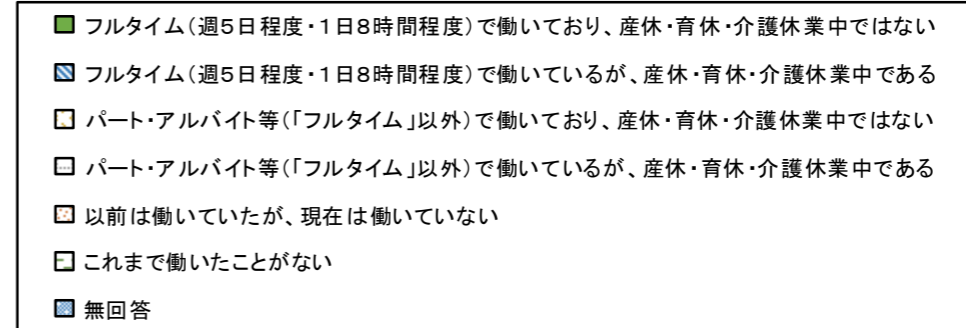 フルタイム(週5日程度・1日8時間程度)で働いており、産休・育休・介護休業中ではない
フルタイム(週5日程度・1日8時間程度)で働いているが、産休・育休・介護休業中である
パート・アルバイト等(「フルタイム」以外)で働いており、産休・育休・介護休業中ではない
パート・アルバイト等(「フルタイム」以外)で働いているが、産休・育休・介護休業中である
以前は働いていたが、現在は働いていない
これまで働いたことがない
無回答